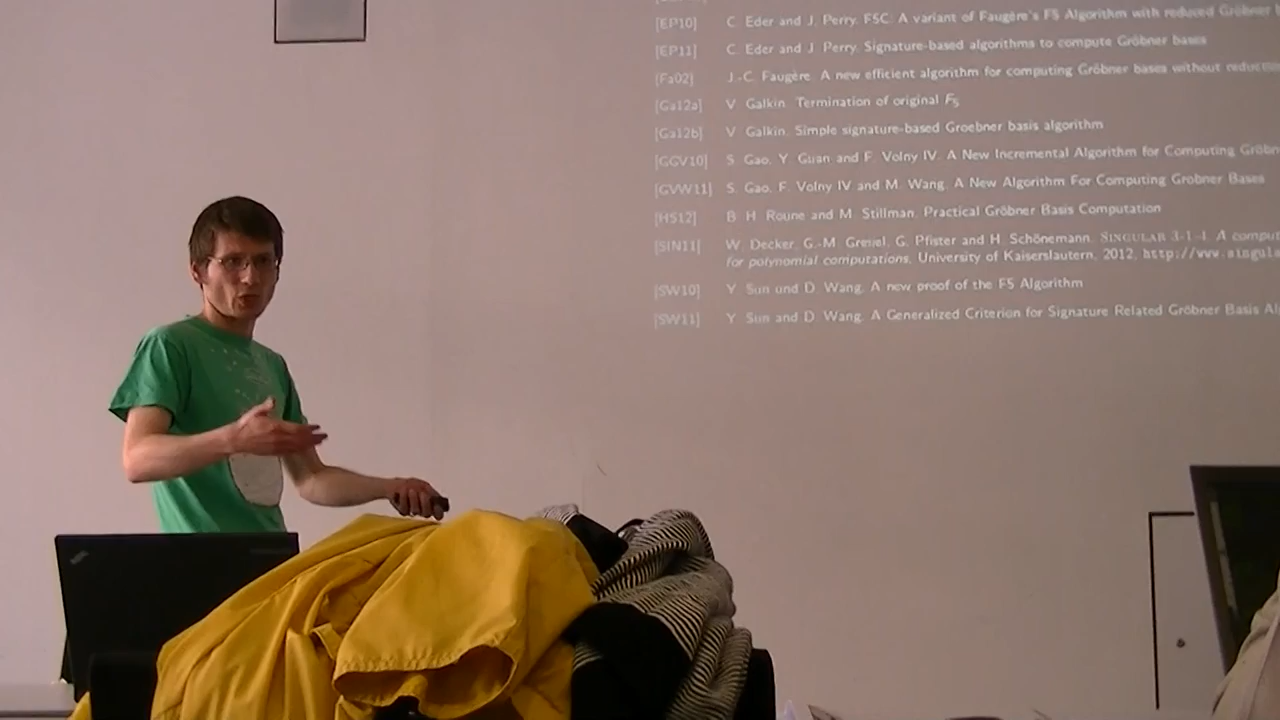 [EP10] C. Eder and J. Perry. F5C: A variant of Faugère's F5 Algorithm with reduced Gröbner
[EP11] C. Eder and J. Perry. Signature-based algorithms to compute Gröbner bases
[Fa02] J.-C. Faugère. A new efficient algorithm for computing Gröbner bases without
[Ga12a] V. Galkin. Termination of original F5
[Ga12b] V. Galkin. Simple signature-based Groebner basis algorithm
[GGV10] S. Gao, Y. Guan and F. Volny IV. A New Incremental Algorithm for Computing
[GVW11] S. Gao, F. Volny IV and M. Wang. A New Algorithm For Computing Grobner Bases
[HS12] B. H. Roune and M. Stillman. Practical Gröbner Basis Computation
[SIN11] W. Decker, G.-M. Greuel, G. Pfister and H. Schönemann. SINGULAR 3-1-4. A
for polynomial computations, University of Kaiserslautern, 2012, http://www.singul
[SW10] Y. Sun und D. Wang. A new proof of the F5 Algorithm
[SW11] Y. Sun and D. Wang. A Generalized Criterion for Signature Related Gröbner Basis